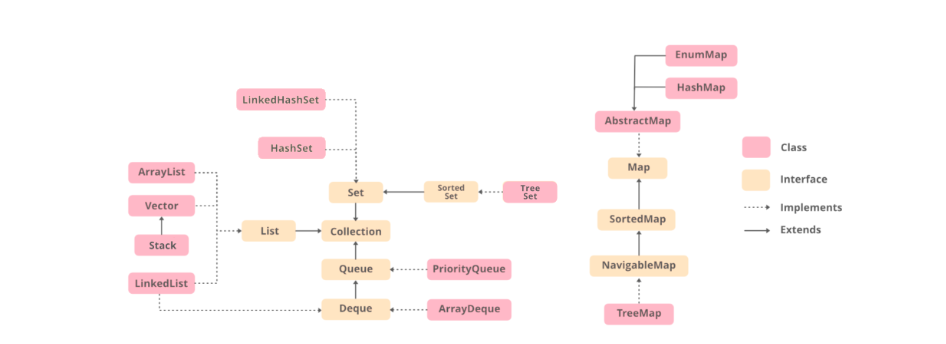 EnumMap
HashMap
LinkedHashSet
AbstractMap
HashSet
Class
Map
ArrayList
Interface
Set
Sorted
Set
Tree
Set
Vector
Implements
SortedMap
List
Collection
Extends
Stack
NavigableMap
Queue
PriorityQueue
LinkedList
Deque
ArrayDeque
TreeMap